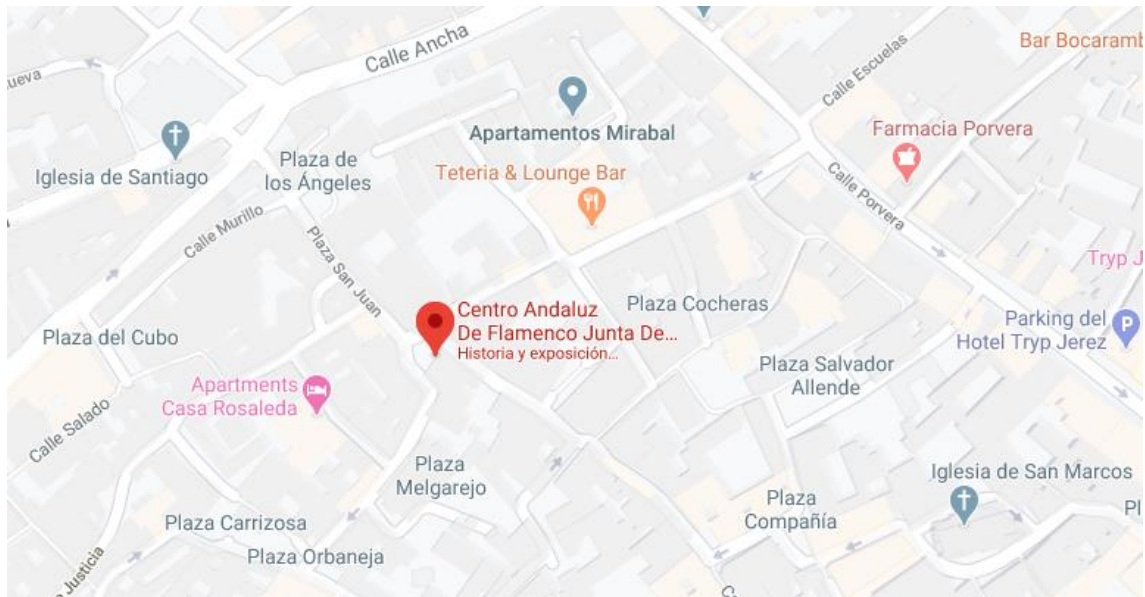 Calle Ancha
Calle Escuelas
Bar Bocaramb
ueva
Apartamentos Mirabal
Farmacia Porvera
Iglesia de Santiago
Plaza de
los Ángeles
Teteria & Lounge Bar
Calle Porvera
Calle Murillo
Plaza San Juan
Tryp J
Plaza del Cubo
Centro Andaluz
De Flamenco Junta De...
Historia y exposición...
Plaza Cocheras
Parking del
Hotel Tryp Jerez
Plaza Salvador
Allende
Apartments
Casa Rosaleda
Calle Salado
Plaza
Melgarejo
Iglesia de San Marcos
Plaza
Compañía
Pl
Plaza Carrizosa
Plaza Orbaneja
Justicia